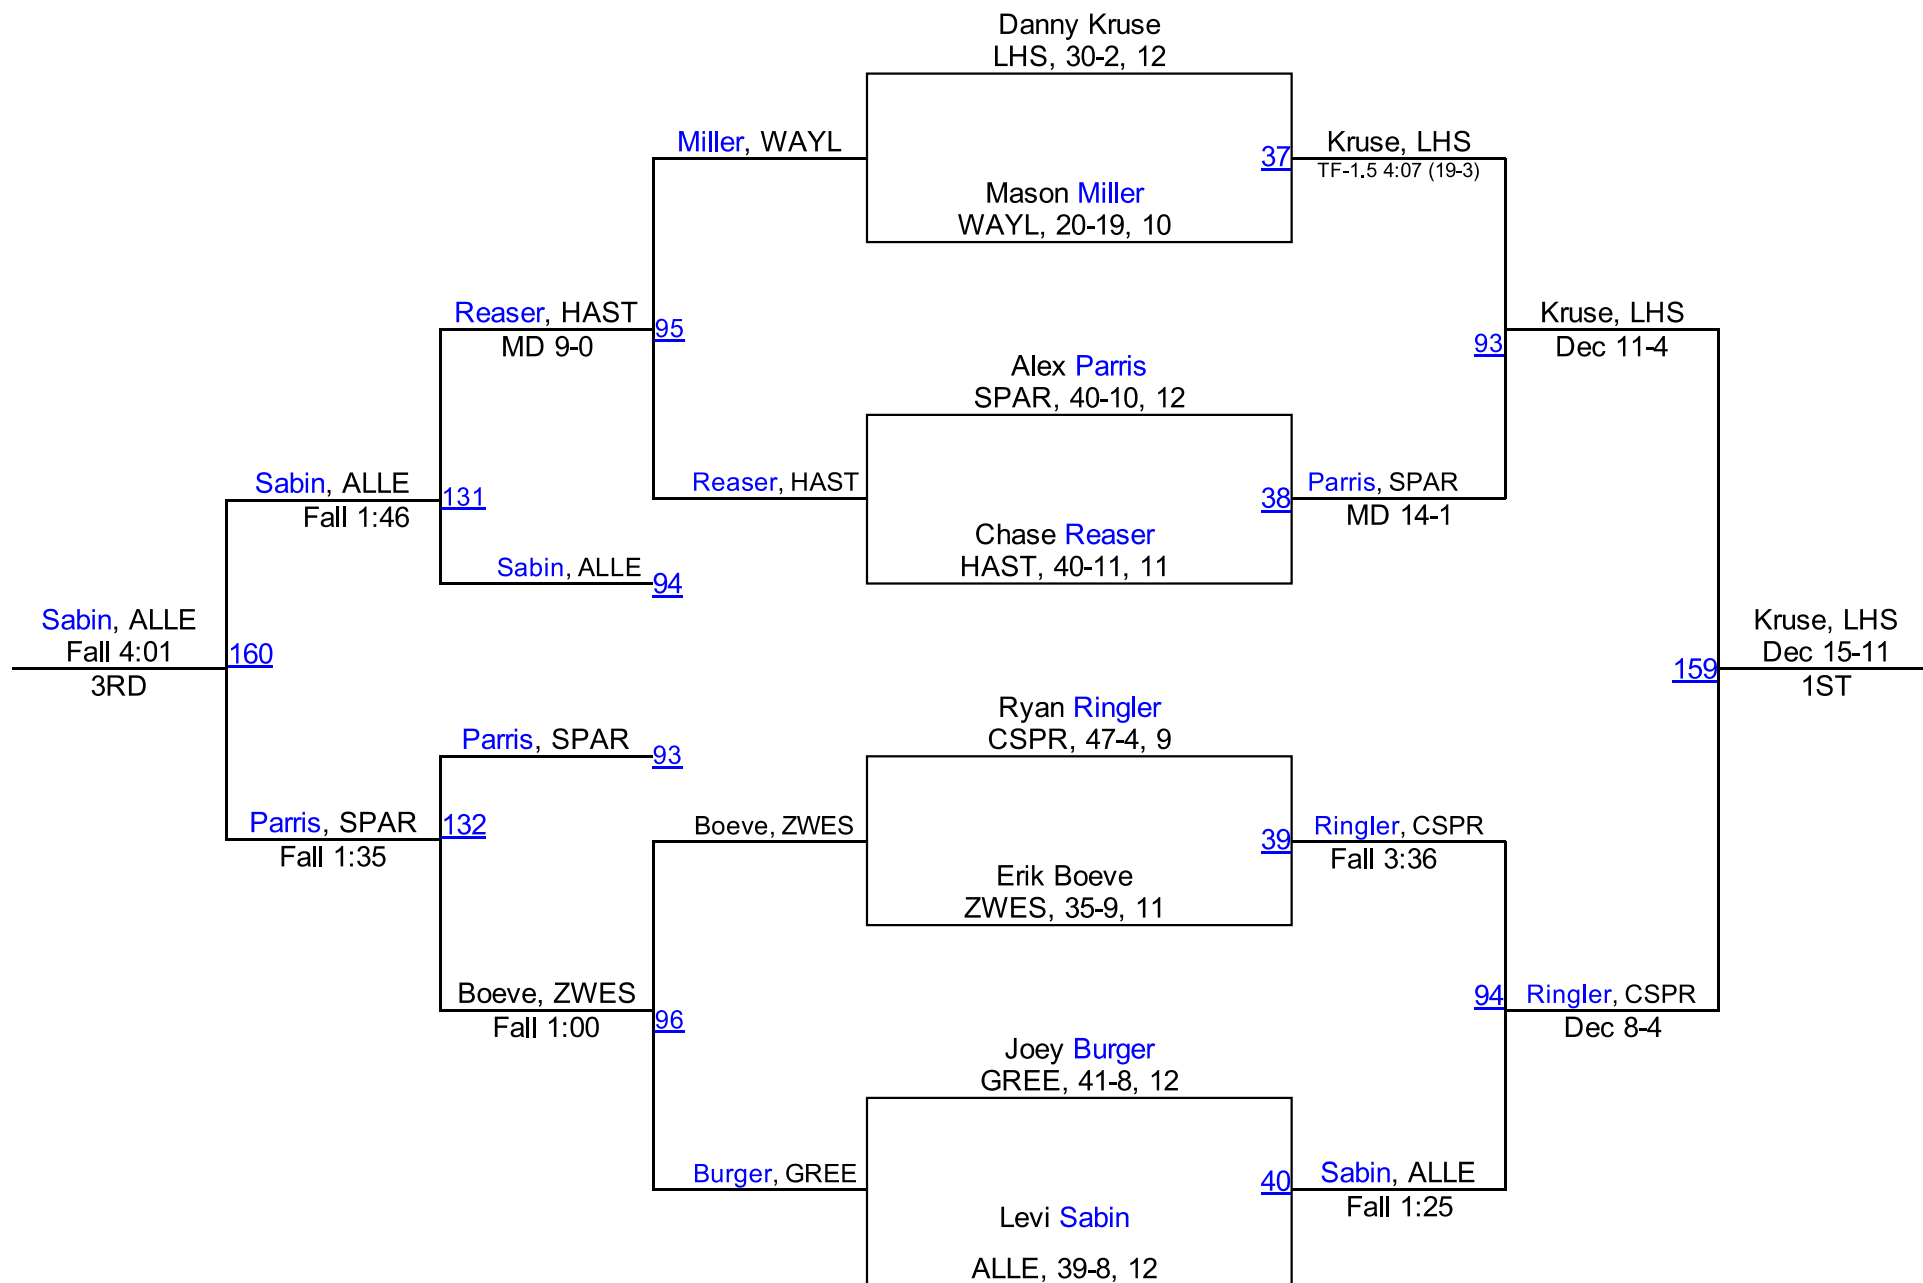 Danny Kruse
LHS, 30-2, 12
Miller, WAYL
37
Kruse, LHS
TF-1.5 4:07 (19-3)
Mason Miller
WAYL, 20-19, 10
Reaser, HAST
MD 9-0
95
Kruse, LHS
Dec 11-4
93
Alex Parris
SPAR, 40-10, 12
Sabin, ALLE
Fall 1:46
131
Reaser, HAST
38
Parris, SPAR
MD 14-1
Chase Reaser
HAST, 40-11, 11
Sabin, ALLE
94
Sabin, ALLE
Fall 4:01
3RD
160
Kruse, LHS
Dec 15-11
1ST
159
Ryan Ringler
CSPR, 47-4, 9
Parris, SPAR
93
Parris, SPAR
Fall 1:35
132
Boeve, ZWES
39
Ringler, CSPR
Fall 3:36
Erik Boeve
ZWES, 35-9, 11
Boeve, ZWES
Fall 1:00
96
94
Ringler, CSPR
Dec 8-4
Joey Burger
GREE, 41-8, 12
Burger, GREE
40
Sabin, ALLE
Fall 1:25
Levi Sabin
ALLE, 39-8, 12